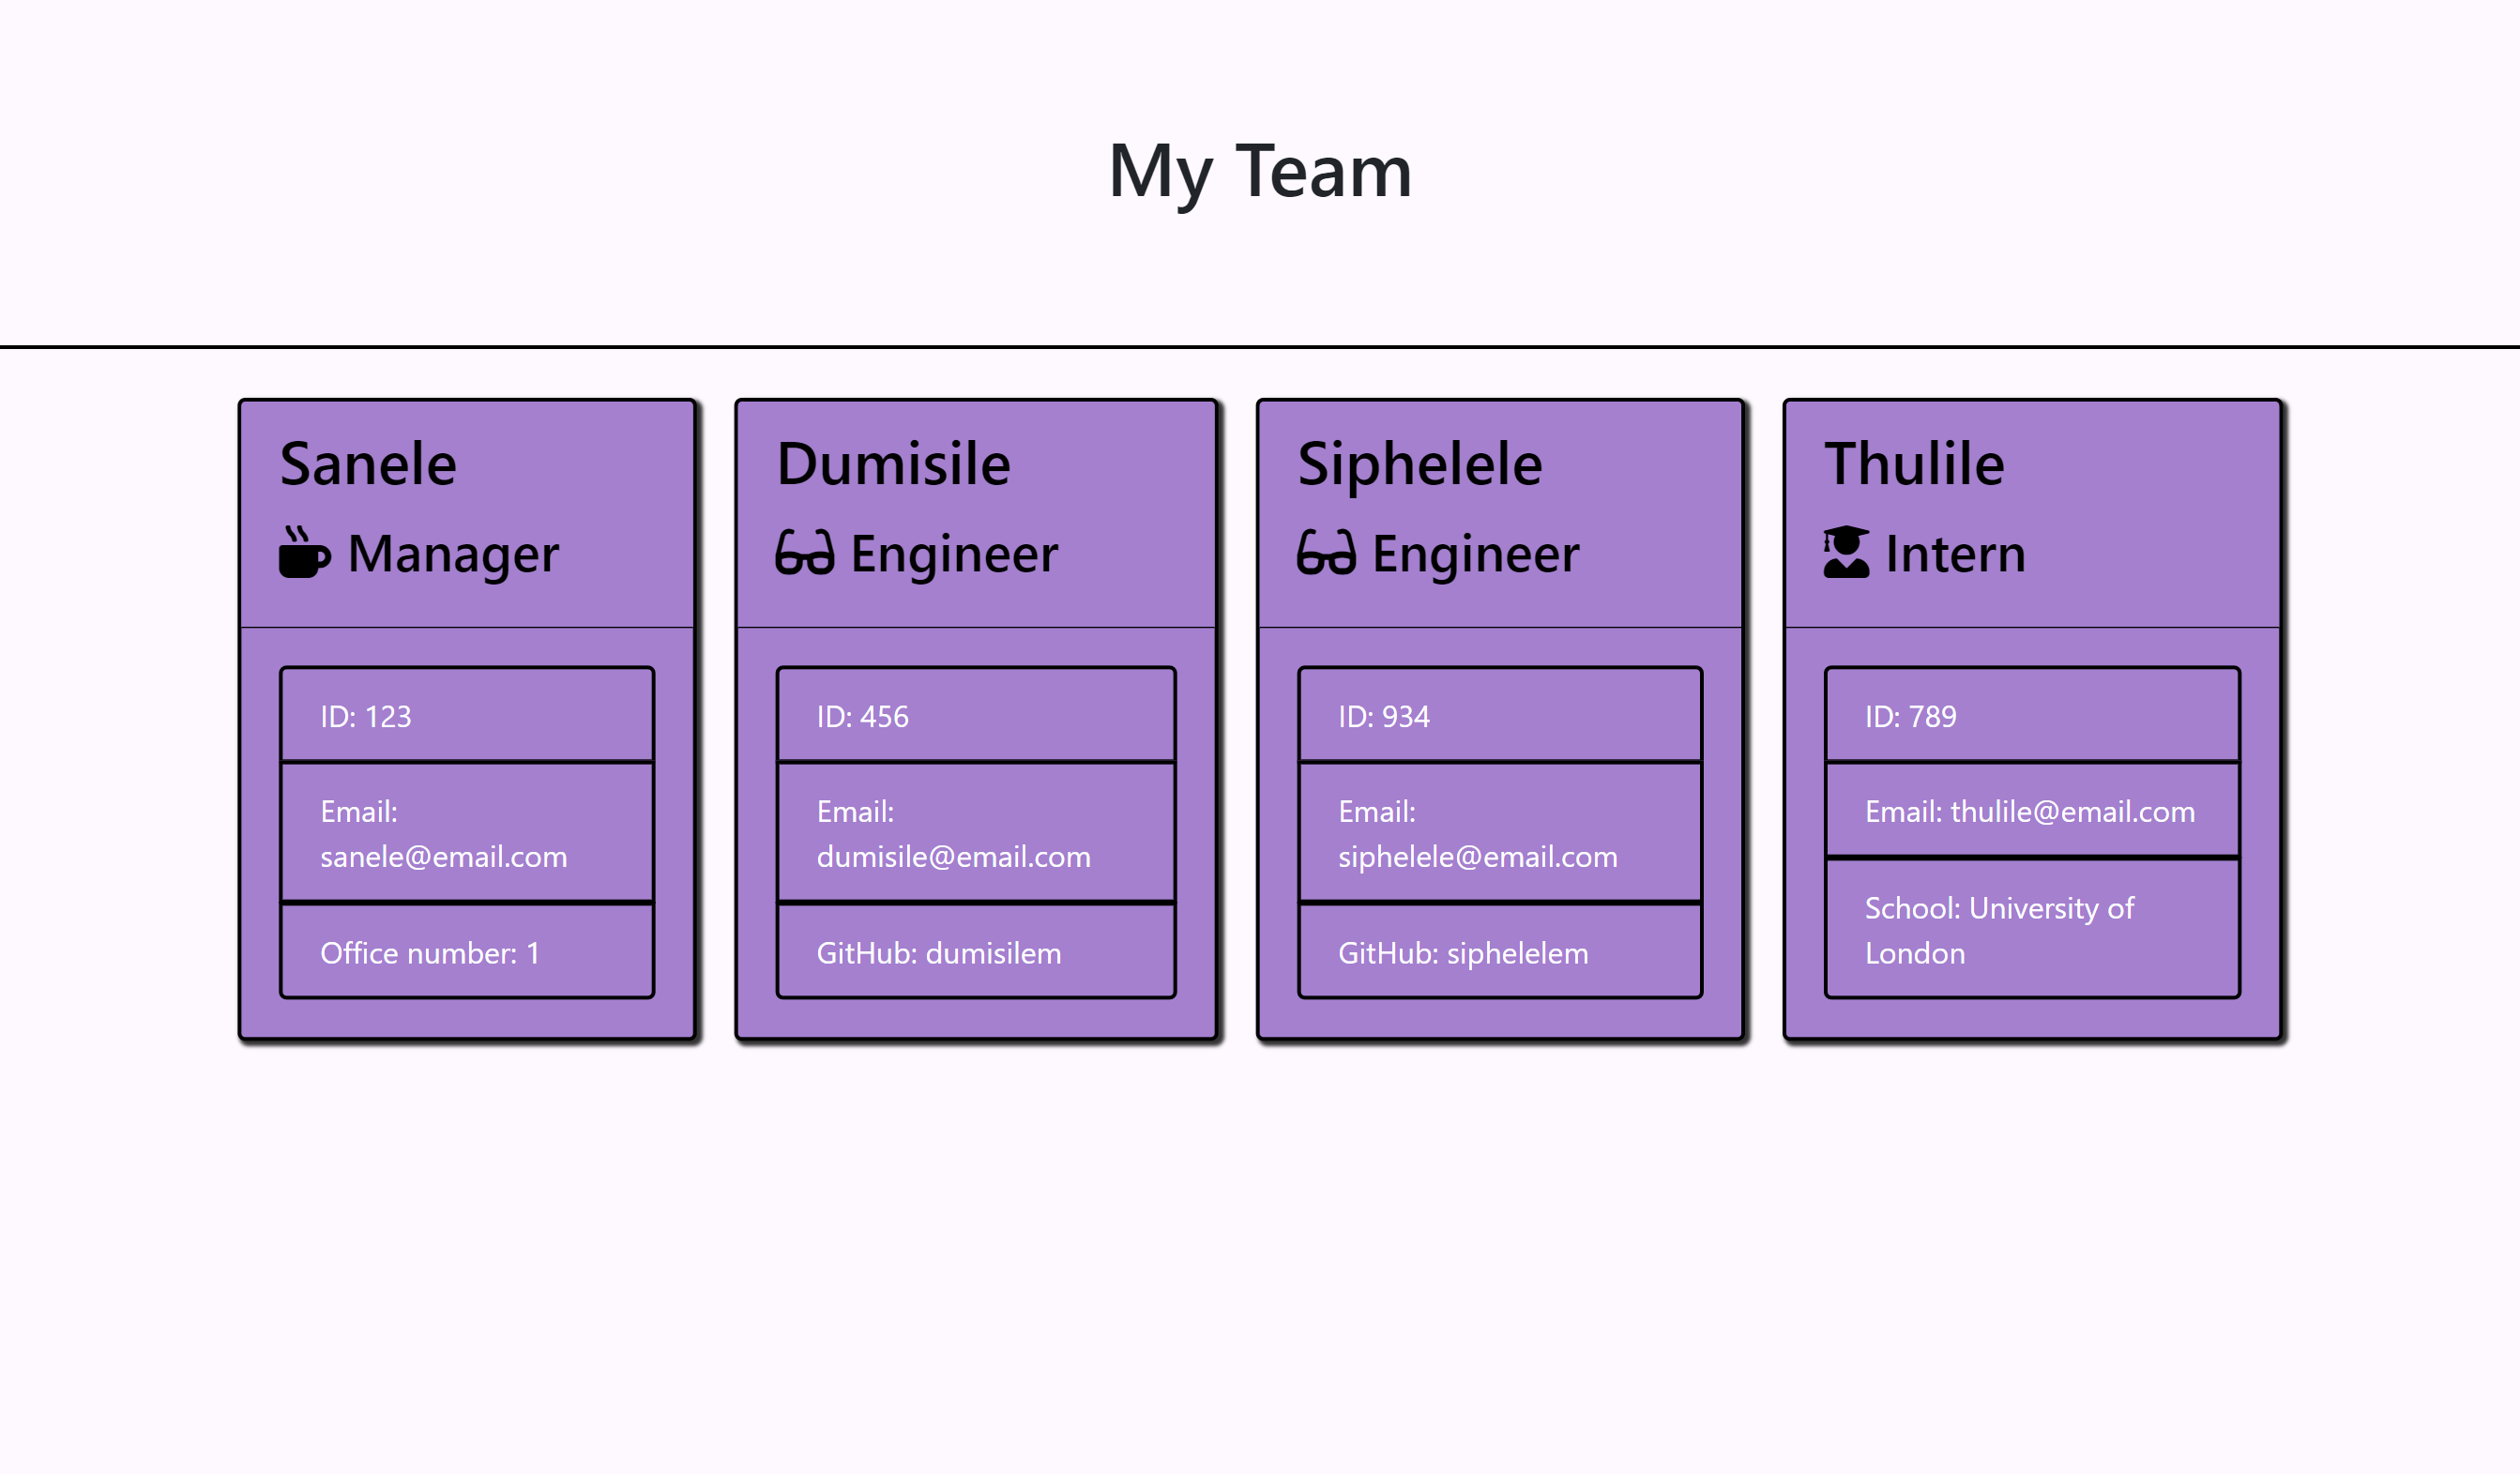 My Team
Sanele
Manager
ID: 123
Email:
sanele@email.com
Office number: 1
Dumisile
Engineer
ID: 456
Email:
dumisile@email.com
GitHub: dumisilem
Siphelele
Engineer
ID: 934
Email:
siphelele@email.com
GitHub: siphelelem
Thulile
Intern
ID: 789
Email: thulile@email.com
School: University of
London